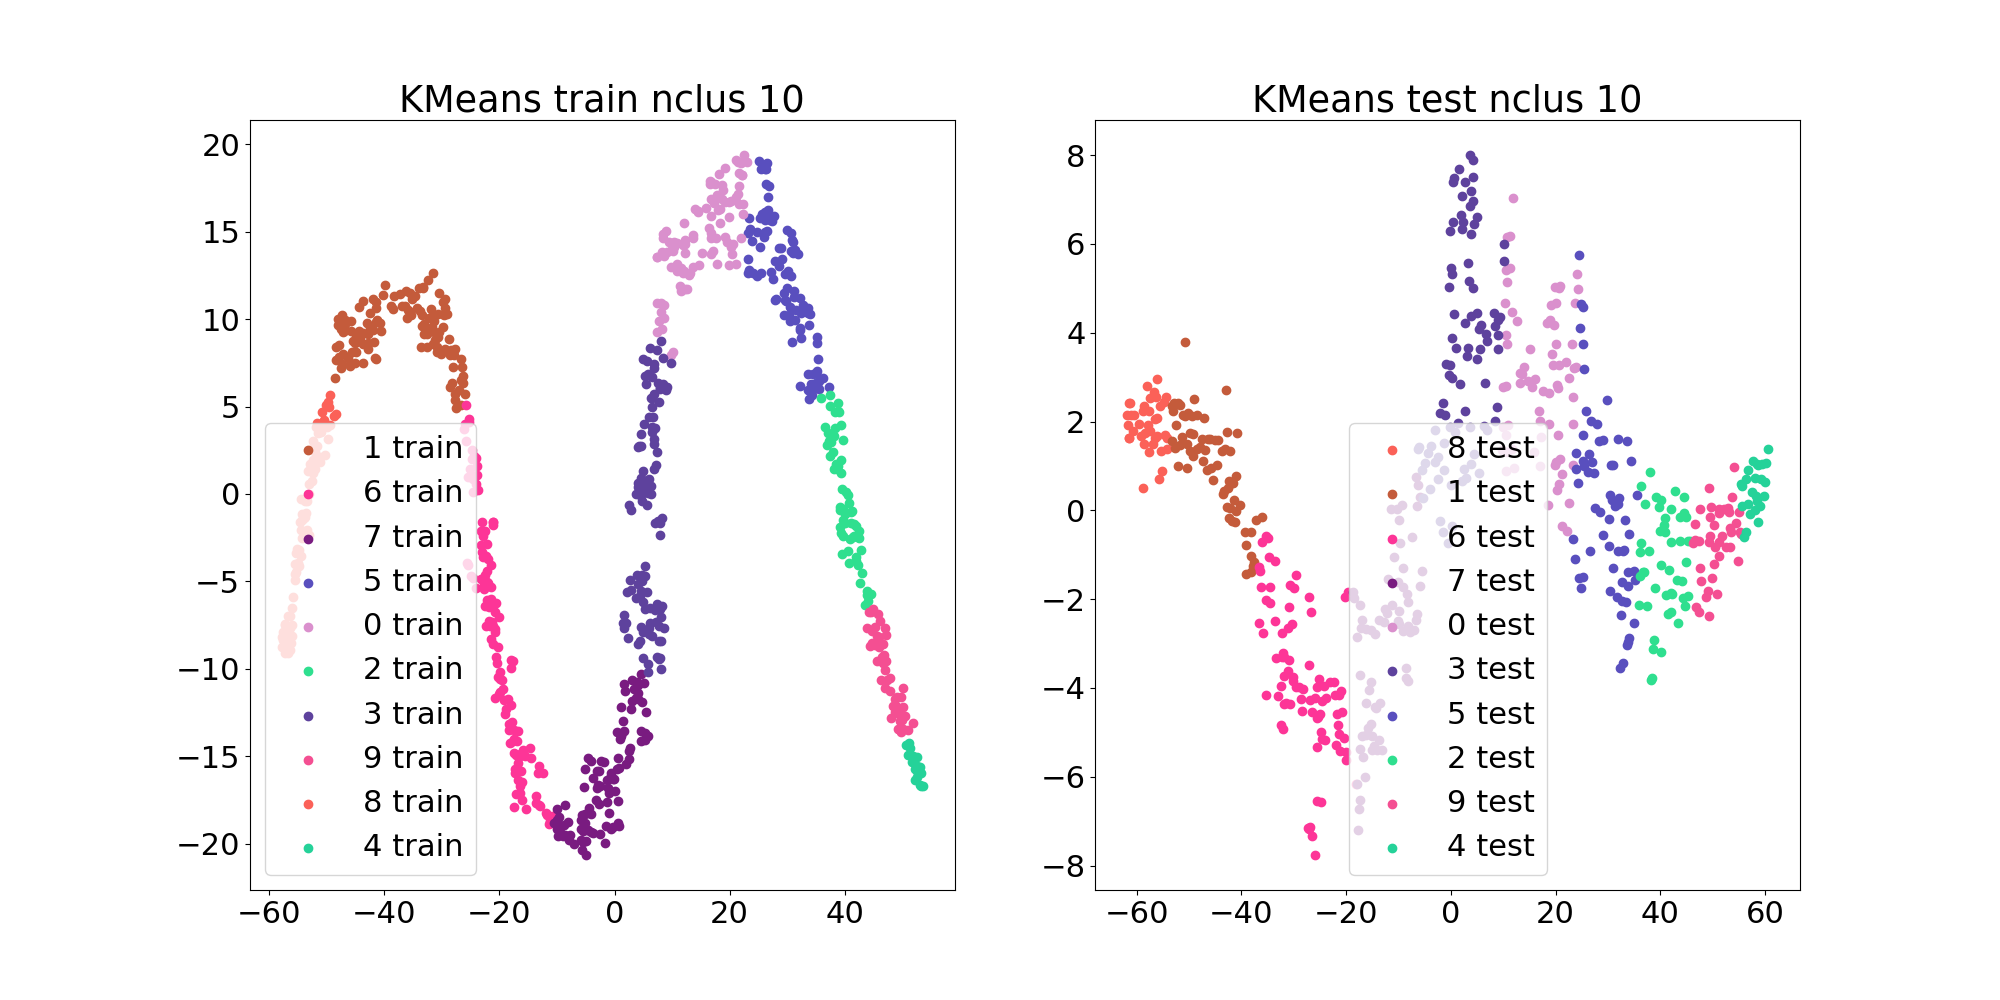 KMeans train nclus 10
20
15
10
5
0
−5
−10
−15
−20
−60 −40 −20 0 20 40
1 train
6 train
7 train
5 train
0 train
2 train
3 train
9 train
8 train
4 train
KMeans test nclus 10
8
6
4
2
0
−2
−4
−6
−8
−60 −40 −20 0 20 40 60
8 test
1 test
6 test
7 test
0 test
3 test
5 test
2 test
9 test
4 test